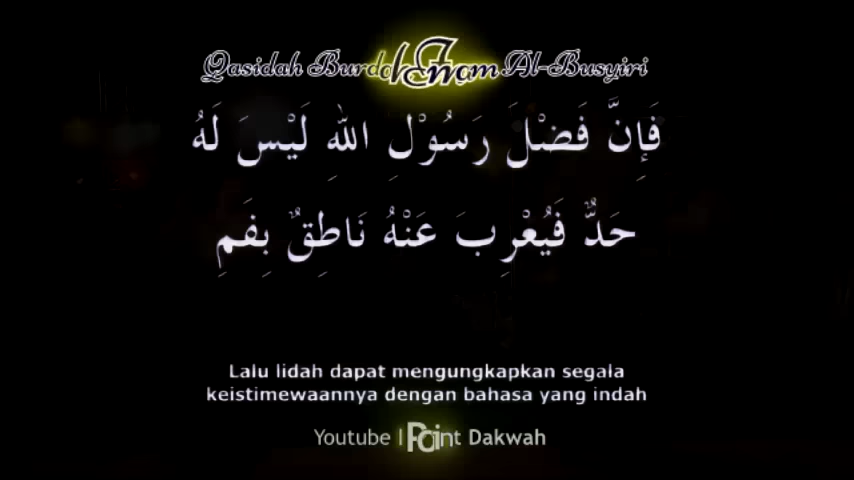 Qasidah Burdah Imam Al-Busyiri
فَإِنَّ فَضْلَ رَسُوْلِ اللهِ لَيْسَ لَهُ
حَدٌّ فَيُعْرِبَ عَنْهُ نَاطِقٌ بِفَمِ
Lalu lidah dapat mengungkapkan segala
keistimewaannya dengan bahasa yang indah
Youtube | Point Dakwah